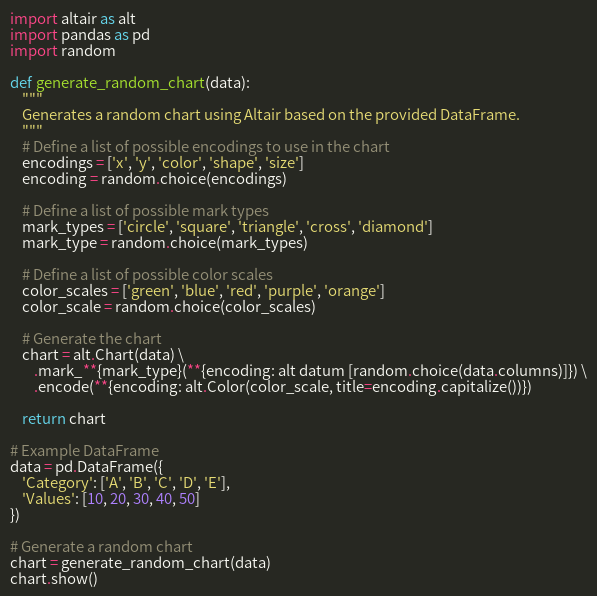 import altair as alt
import pandas as pd
import random

def generate_random_chart(data):
    """
    Generates a random chart using Altair based on the provided DataFrame.
    """
    # Define a list of possible encodings to use in the chart
    encodings = ['x', 'y', 'color', 'shape', 'size']
    encoding = random.choice(encodings)

    # Define a list of possible mark types
    mark_types = ['circle', 'square', 'triangle', 'cross', 'diamond']
    mark_type = random.choice(mark_types)

    # Define a list of possible color scales
    color_scales = ['green', 'blue', 'red', 'purple', 'orange']
    color_scale = random.choice(color_scales)

    # Generate the chart
    chart = alt.Chart(data) \
        .mark_**{mark_type}(**{encoding: alt datum [random.choice(data.columns)]}) \
        .encode(**{encoding: alt.Color(color_scale, title=encoding.capitalize())})

    return chart

# Example DataFrame
data = pd.DataFrame({
    'Category': ['A', 'B', 'C', 'D', 'E'],
    'Values': [10, 20, 30, 40, 50]
})

# Generate a random chart
chart = generate_random_chart(data)
chart.show()